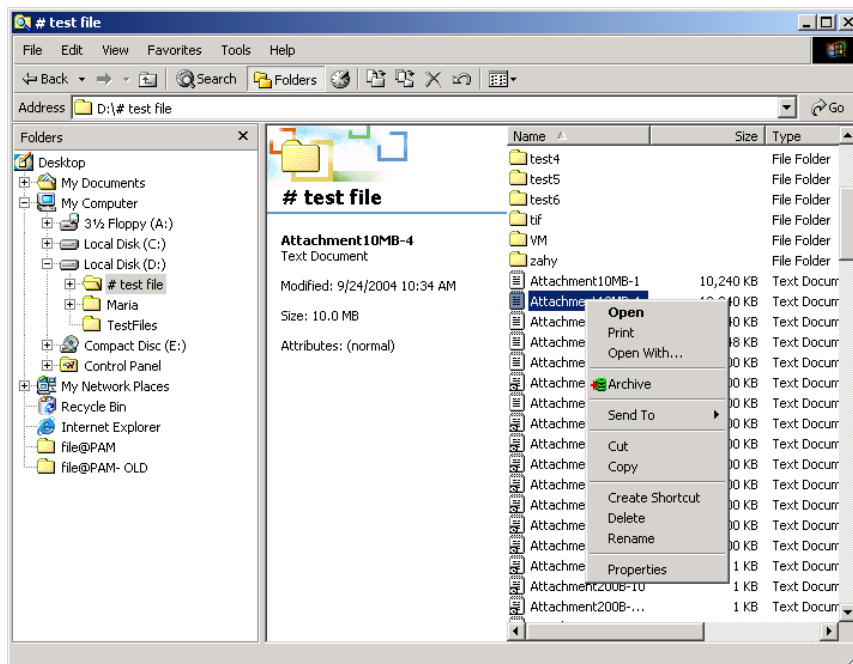 # test file
File Edit View Favorites Tools Help
Back Search Folders
Address D:\# test file Go
Folders
Desktop
My Documents
My Computer
3½ Floppy (A:)
Local Disk (C:)
Local Disk (D:)
# test file
Maria
TestFiles
Compact Disc (E:)
Control Panel
My Network Places
Recycle Bin
Internet Explorer
file@PAM
file@PAM- OLD
# test file
Attachment10MB-4
Text Document
Modified: 9/24/2004 10:34 AM
Size: 10.0 MB
Attributes: (normal)
Name Size Type
test4 File Folder
test5 File Folder
test6 File Folder
tif File Folder
VM File Folder
zahy File Folder
Attachment10MB-1 10,240 KB Text Docum
Open
Print
Open With...
Archive
Send To
Cut
Copy
Create Shortcut
Delete
Rename
Properties
1 KB Text Docum
1 KB Text Docum
Attachment200B-... 1 KB Text Docum